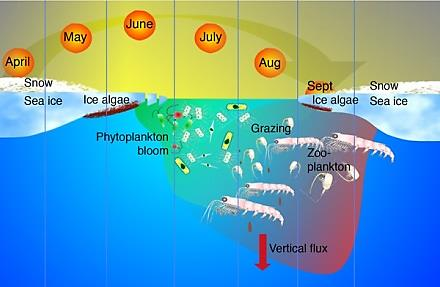 April
May
June
July
Aug
Sept
Snow
Sea ice
Ice algae
Phytoplankton
bloom
Grazing
Zoo-
plankton
Ice algae
Snow
Sea ice
Vertical flux